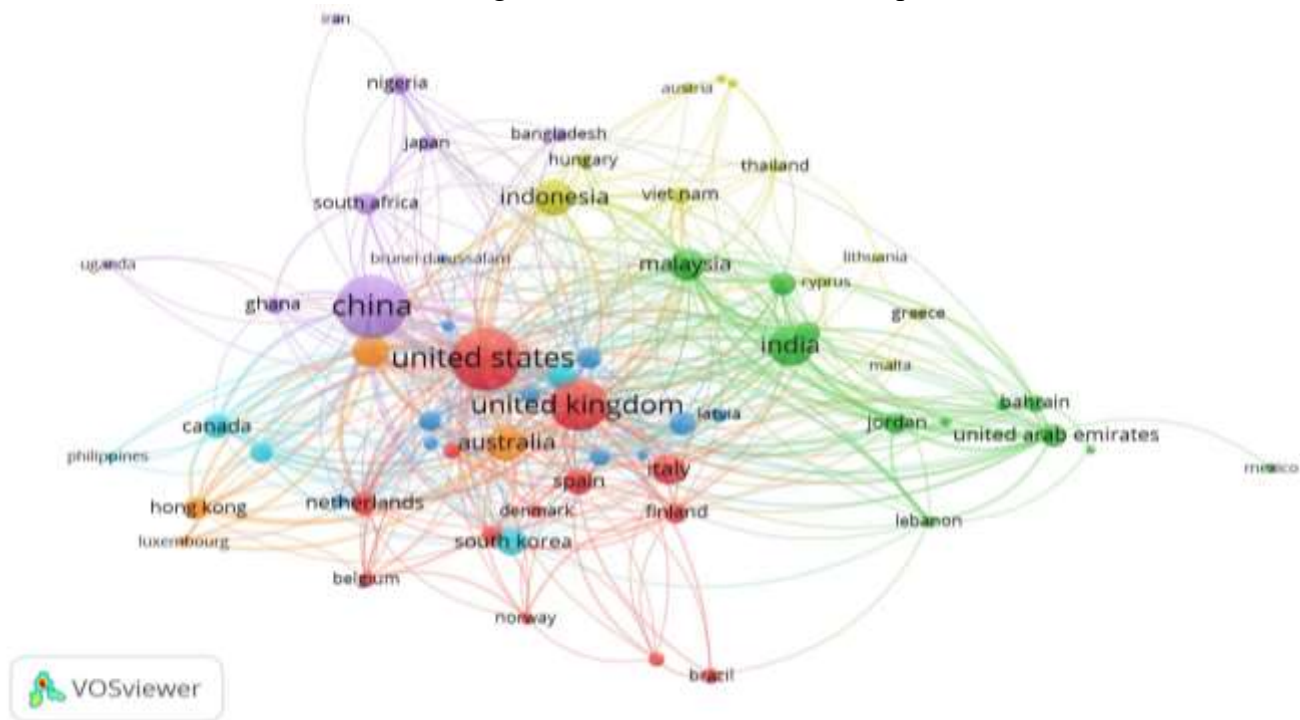 iran
nigeria
austria
japan
bangladesh
hungary
thailand
indonesia
viet nam
south africa
brunei darussalam
lithuania
uganda
malaysia
cyprus
ghana
china
greece
india
united states
malta
united kingdom
latvia
bahrain
canada
australia
jordan
united arab emirates
philippines
italy
mexico
spain
hong kong
netherlands
denmark
finland
lebanon
luxembourg
south korea
belgium
norway
brazil
VOSviewer